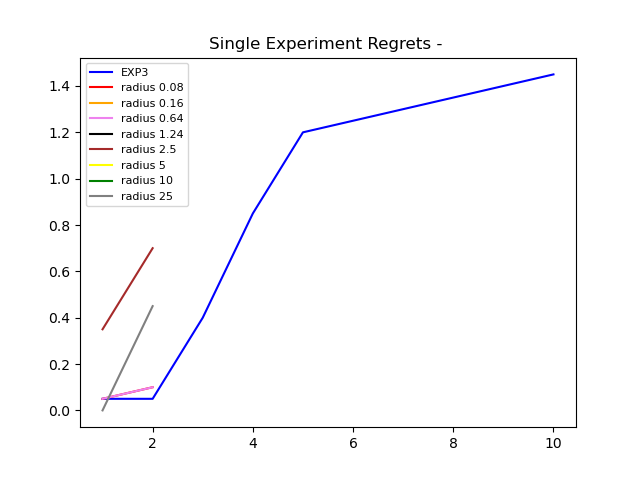 Single Experiment Regrets -
EXP3
radius 0.08
radius 0.16
radius 0.64
radius 1.24
radius 2.5
radius 5
radius 10
radius 25
1.4
1.2
1.0
0.8
0.6
0.4
0.2
0.0
2 4 6 8 10